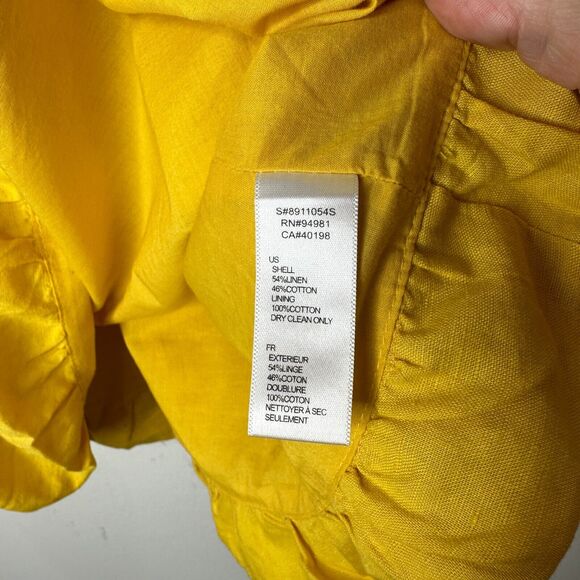 S#8911054S
RN#94981
CA#40198
US
SHELL
54%LINEN
46%COTTON
LINING
100%COTTON
DRY CLEAN ONLY
FR
EXTERIEUR
54%LINGE
46%COTON
DOUBLURE
100%COTON
NETTOYER À SEC
SEULEMENT